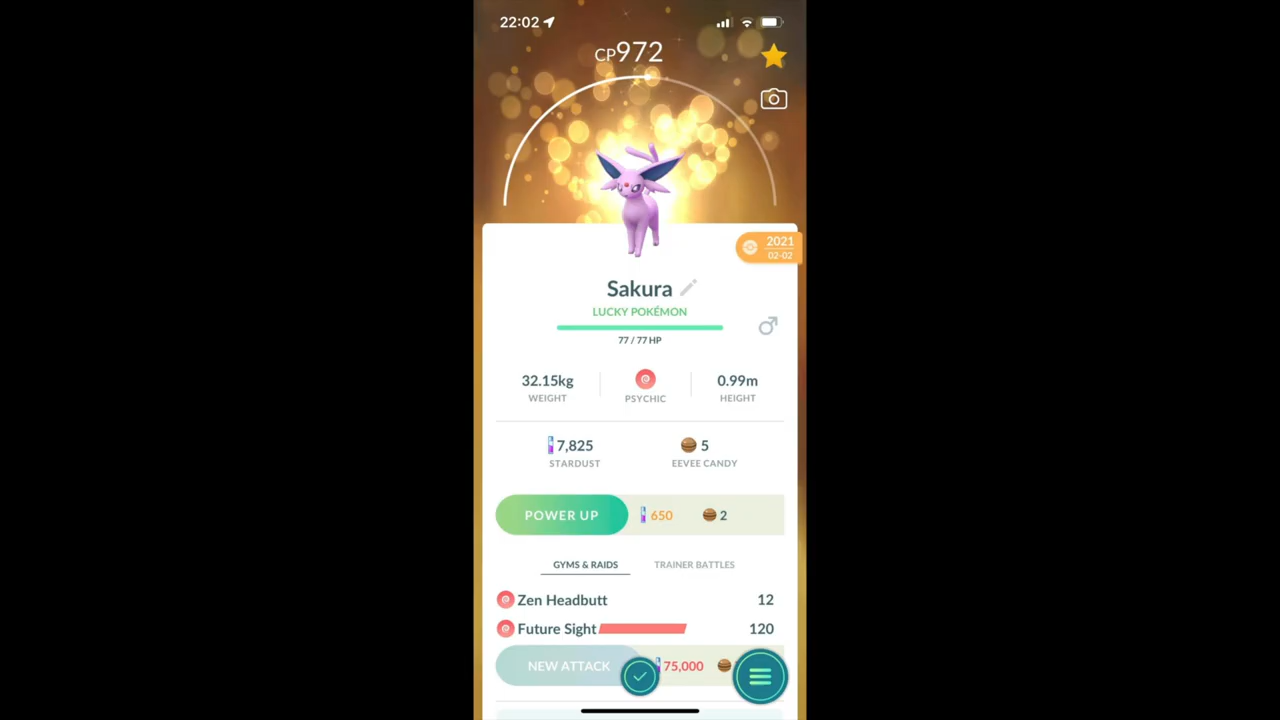 22:02
CP972
2021
02-02
Sakura
LUCKY POKÉMON
77 / 77 HP
32.15kg
WEIGHT
PSYCHIC
0.99m
HEIGHT
7,825
STARDUST
5
EEVEE CANDY
POWER UP 650 2
GYMS & RAIDS TRAINER BATTLES
Zen Headbutt 12
Future Sight 120
NEW ATTACK 75,000